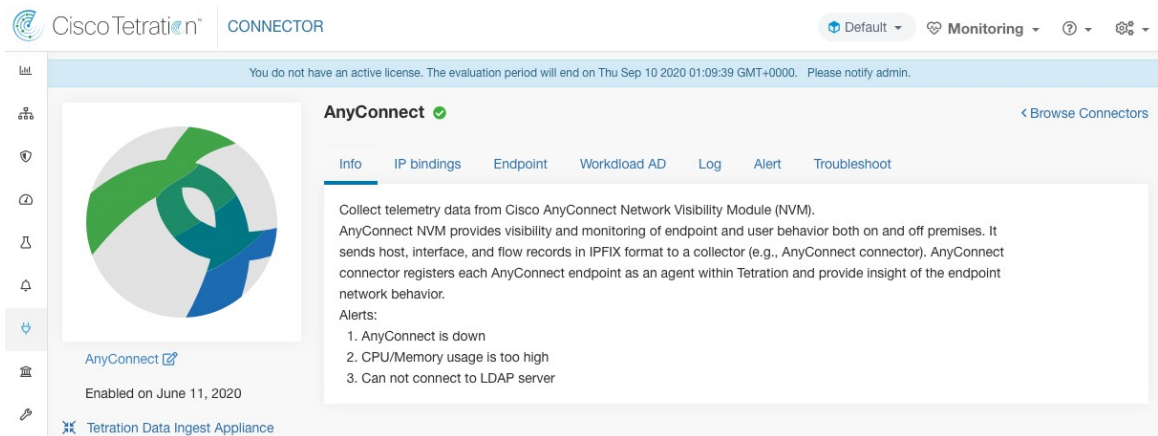 Cisco Tetration™ CONNECTOR Default Monitoring
You do not have an active license. The evaluation period will end on Thu Sep 10 2020 01:09:39 GMT+0000. Please notify admin.
AnyConnect
< Browse Connectors
Info IP bindings Endpoint Workdload AD Log Alert Troubleshoot
Collect telemetry data from Cisco AnyConnect Network Visibility Module (NVM).
AnyConnect NVM provides visibility and monitoring of endpoint and user behavior both on and off premises. It
sends host, interface, and flow records in IPFIX format to a collector (e.g., AnyConnect connector). AnyConnect
connector registers each AnyConnect endpoint as an agent within Tetration and provide insight of the endpoint
network behavior.
Alerts:
1. AnyConnect is down
2. CPU/Memory usage is too high
3. Can not connect to LDAP server
AnyConnect
Enabled on June 11, 2020
Tetration Data Ingest Appliance